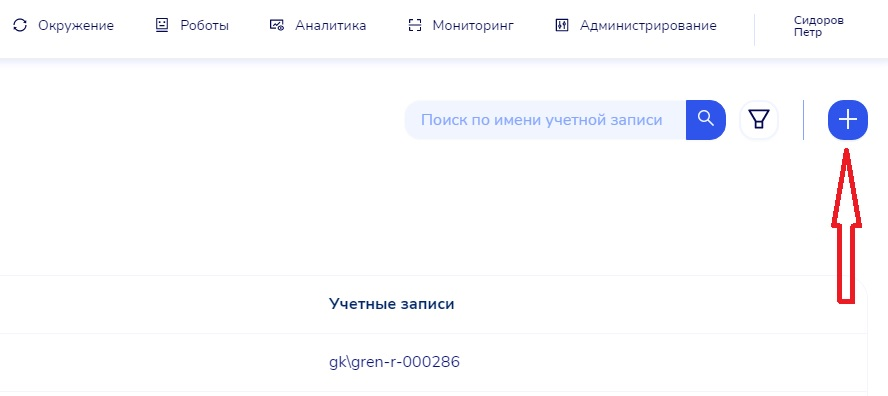 Окружение Роботы Аналитика Мониторинг Администрирование Сидоров
Петр
Поиск по имени учетной записи
Учетные записи
gk\gren-r-000286